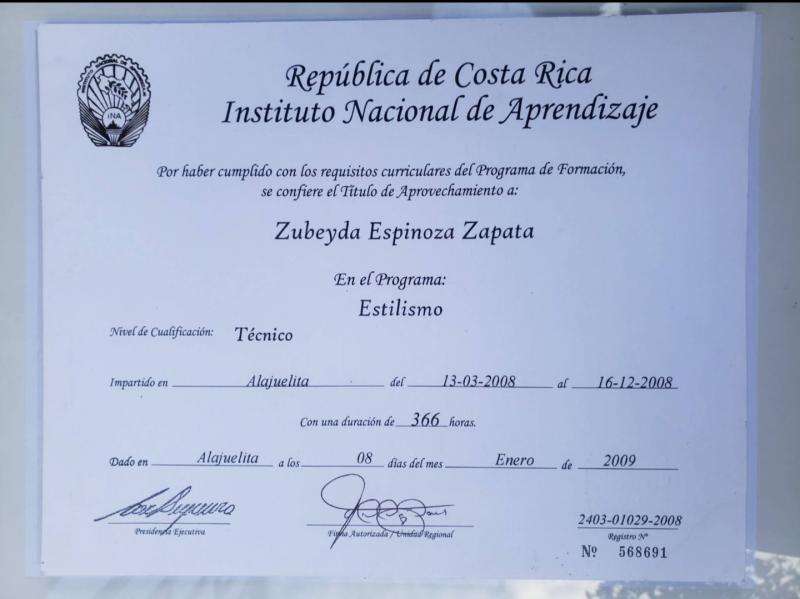 República de Costa Rica
Instituto Nacional de Aprendizaje
INA
Por haber cumplido con los requisitos curriculares del Programa de Formación,
se confiere el Título de Aprovechamiento a:
Zubeyda Espinoza Zapata
En el Programa:
Estilismo
Nivel de Cualificación: Técnico
Impartido en Alajuelita del 13-03-2008 al 16-12-2008
Con una duración de 366 horas.
Dado en Alajuelita a los 08 días del mes Enero de 2009
Presidencia Ejecutiva
Firma Autorizada / Unidad Regional
2403-01029-2008
Registro Nº
Nº 568691